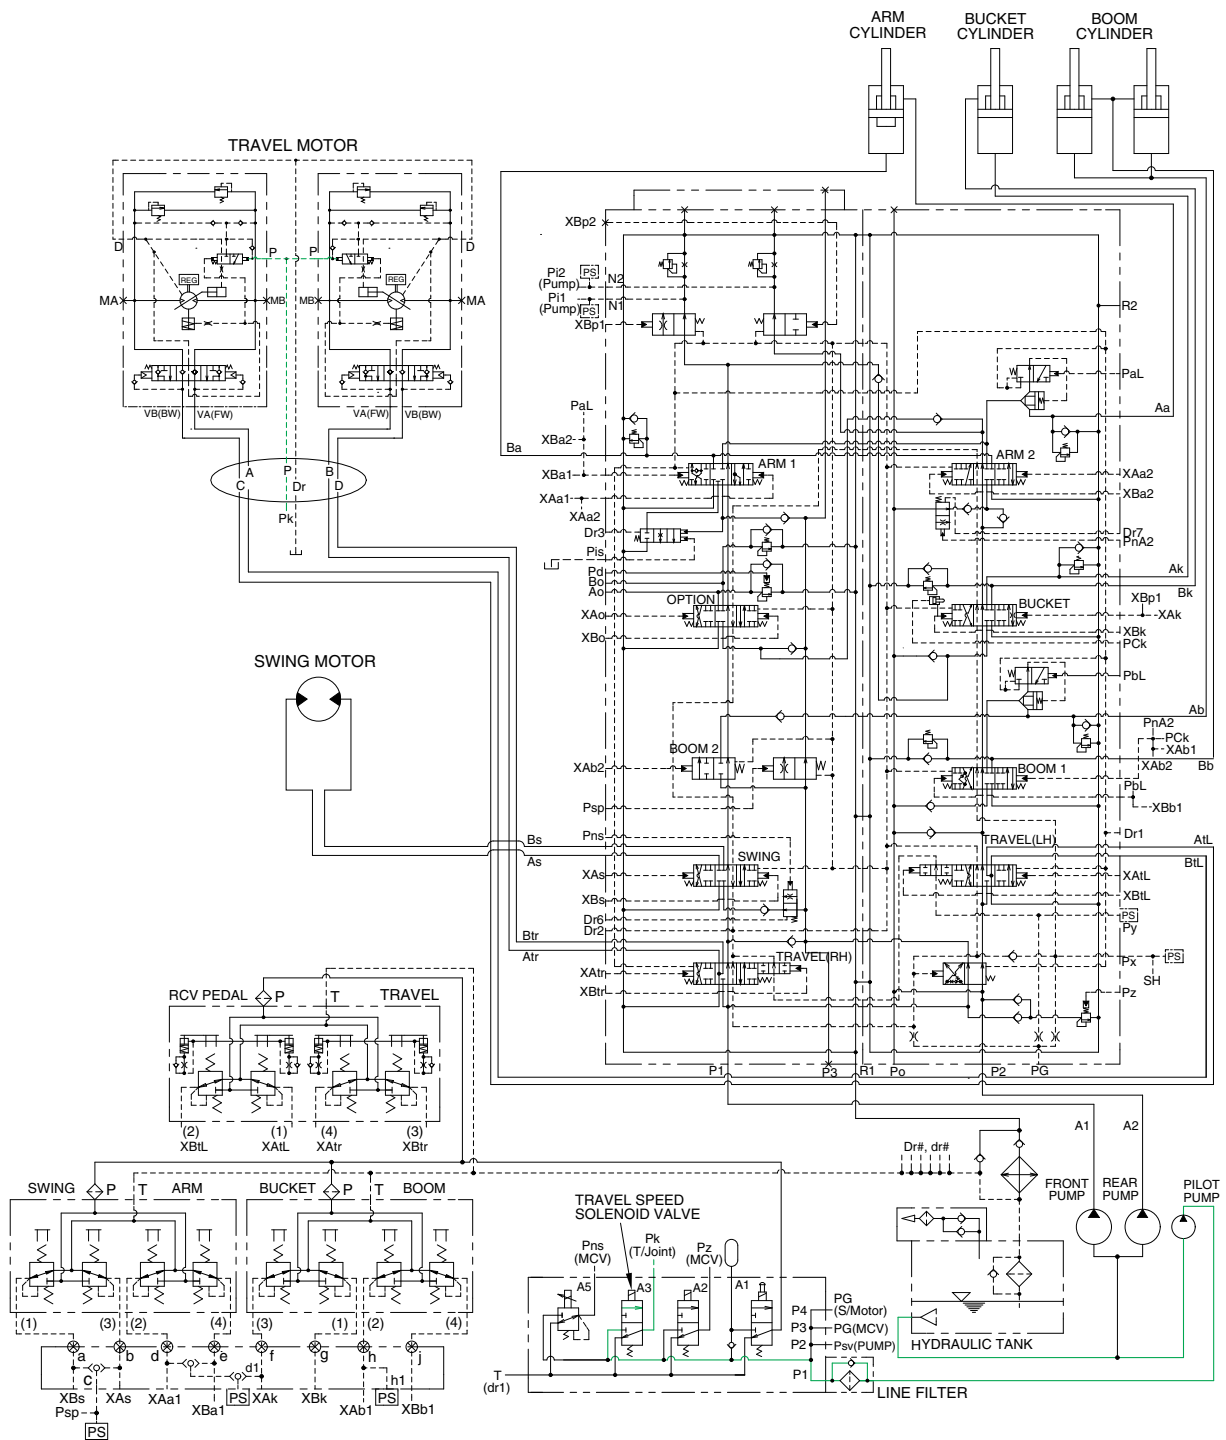 ARM
CYLINDER
BUCKET
CYLINDER
BOOM
CYLINDER
TRAVEL MOTOR
D
P
P
D
REG
REG
MA
MB
MB
MA
VB(BW)
VA(FW)
VA(FW)
VB(BW)
A
P
B
C
Dr
D
Pk
XBp2
Pi2
(Pump)
PS
N2
Pi1
(Pump)
PS
N1
XBp1
R2
PaL
Aa
PaL
XBa2
Ba
XBa1
ARM 1
ARM 2
XAa2
XBa2
XAa1
XAa2
Dr3
Dr7
PnA2
Pis
Pd
Bo
Ao
Ak
Bk
OPTION
BUCKET
XBp1
XAk
XAo
XBo
XBk
PCk
SWING MOTOR
PbL
Ab
PnA2
PCk
XAb1
XAb2
Bb
BOOM 2
BOOM 1
XAb2
PbL
XBb1
Psp
Pns
Bs
As
Dr1
AtL
BtL
SWING
TRAVEL(LH)
XAs
XBs
XAtL
XBtL
Dr6
Dr2
PS
Py
Btr
Atr
TRAVEL(RH)
XAtr
XBtr
Px
PS
SH
Pz
P1
P3
R1
Po
P2
PG
RCV PEDAL
P
T
TRAVEL
(2)
(1)
(4)
(3)
XBtL
XAtL
XAtr
XBtr
A1
A2
Dr#, dr#
FRONT
PUMP
REAR
PUMP
PILOT
PUMP
SWING
P
T
ARM
BUCKET
P
T
BOOM
(1)
(3)
(2)
(4)
(3)
(1)
(2)
(4)
a
b
d
e
f
g
h
j
c
d1
h1
XBs
XAs
XAa1
XBa1
PS
XAk
XBk
XAb1
PS
XBb1
Psp
PS
TRAVEL SPEED
SOLENOID VALVE
Pns
(MCV)
Pk
(T/Joint)
Pz
(MCV)
A5
A3
A2
A1
P4
PG
(S/Motor)
P3
PG(MCV)
P2
Psv(PUMP)
P1
T
(dr1)
LINE FILTER
HYDRAULIC TANK